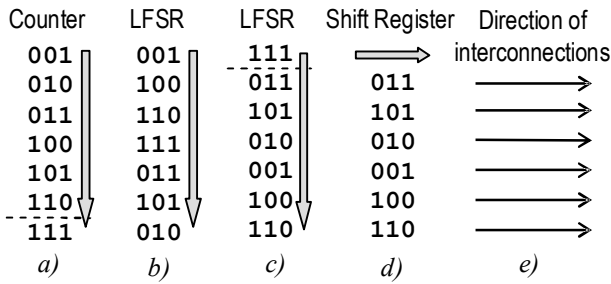 Counter LFSR LFSR Shift Register Direction of
001 001 111 interconnections
010 100 011 011
011 110 101 101
100 111 010 010
101 011 001 001
110 101 100 100
111 010 110 110
a) b) c) d) e)